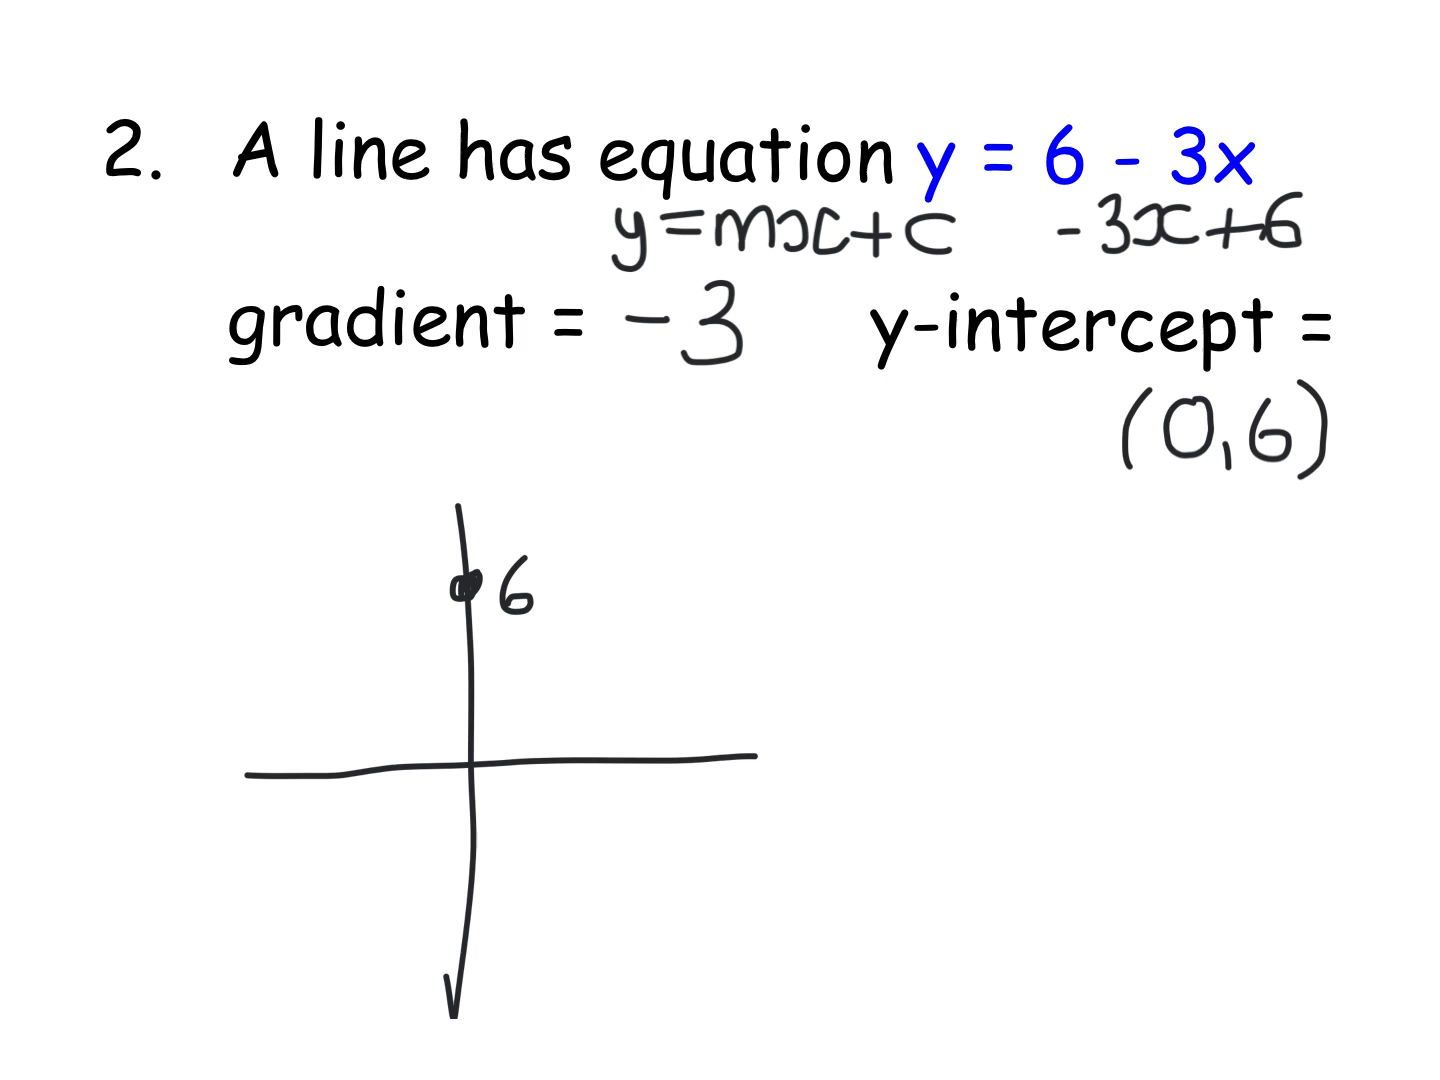 2. A line has equation y = 6 - 3x
y=mx+c -3x+6
gradient = -3 y-intercept =
(0,6)
6